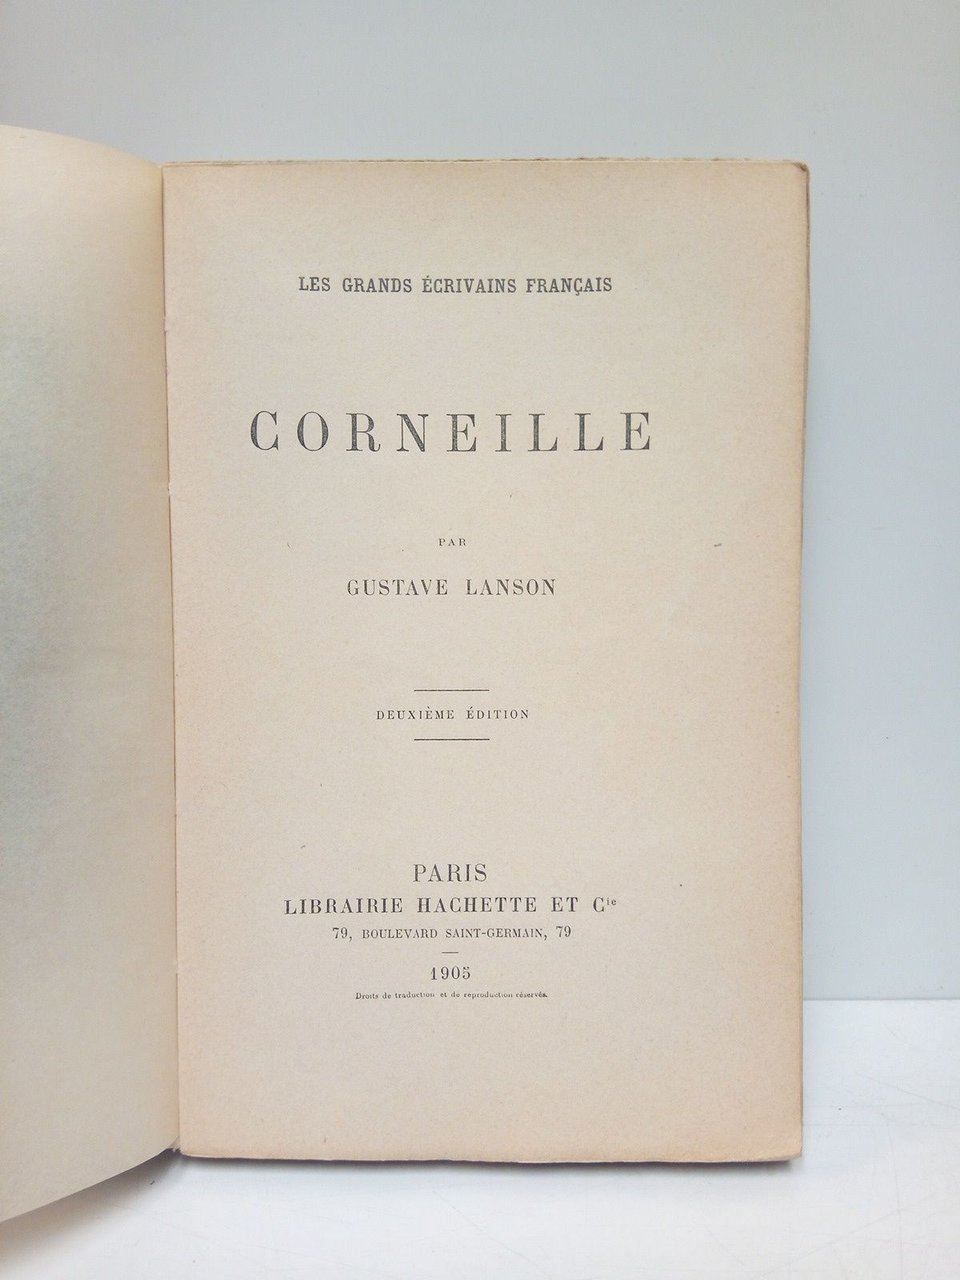 LES GRANDS ÉCRIVAINS FRANÇAIS
CORNEILLE
PAR
GUSTAVE LANSON
DEUXIÈME ÉDITION
PARIS
LIBRAIRIE HACHETTE ET Cie
79, BOULEVARD SAINT-GERMAIN, 79
1905
Droits de traduction et de reproduction réservés.